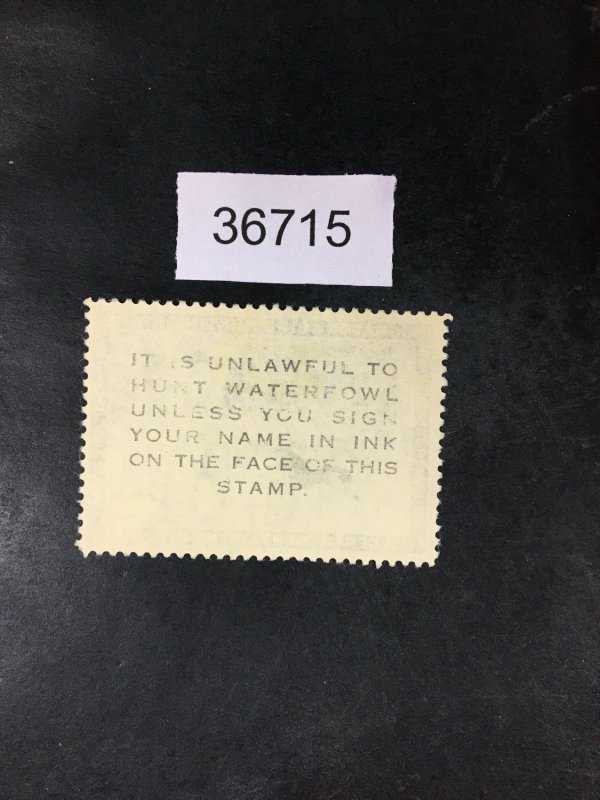 36715
IT IS UNLAWFUL TO
HUNT WATERFOWL
UNLESS YOU SIGN
YOUR NAME IN INK
ON THE FACE OF THIS
STAMP.